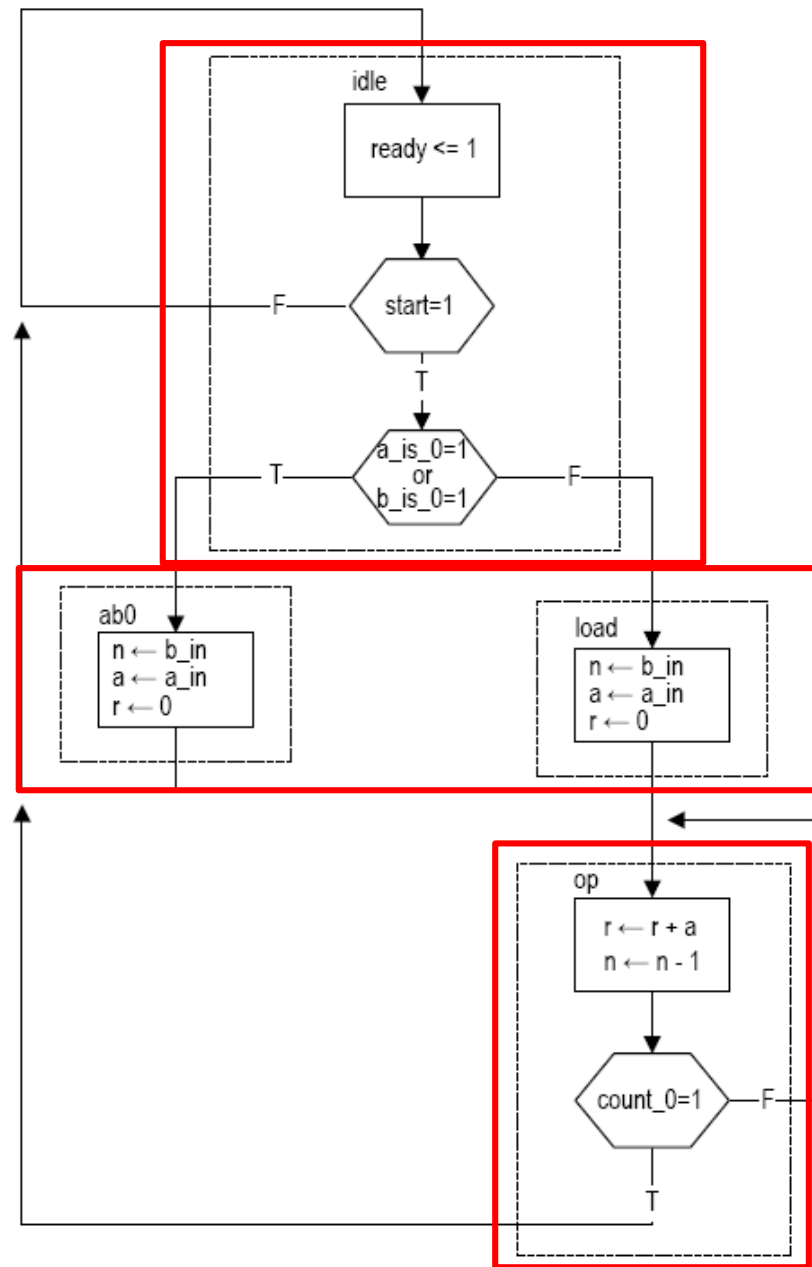 idle
ready <= 1
start=1
F
T
a_is_0=1
or
b_is_0=1
T
F
ab0
n ← b_in
a ← a_in
r ← 0
load
n ← b_in
a ← a_in
r ← 0
op
r ← r + a
n ← n - 1
count_0=1
F
T